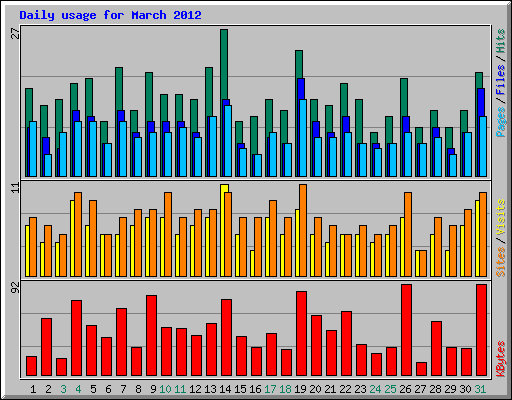 Daily usage for March 2012
27
Pages / Files / Hits
11
Sites / Visits
92
KBytes
1 2 3 4 5 6 7 8 9 10 11 12 13 14 15 16 17 18 19 20 21 22 23 24 25 26 27 28 29 30 31